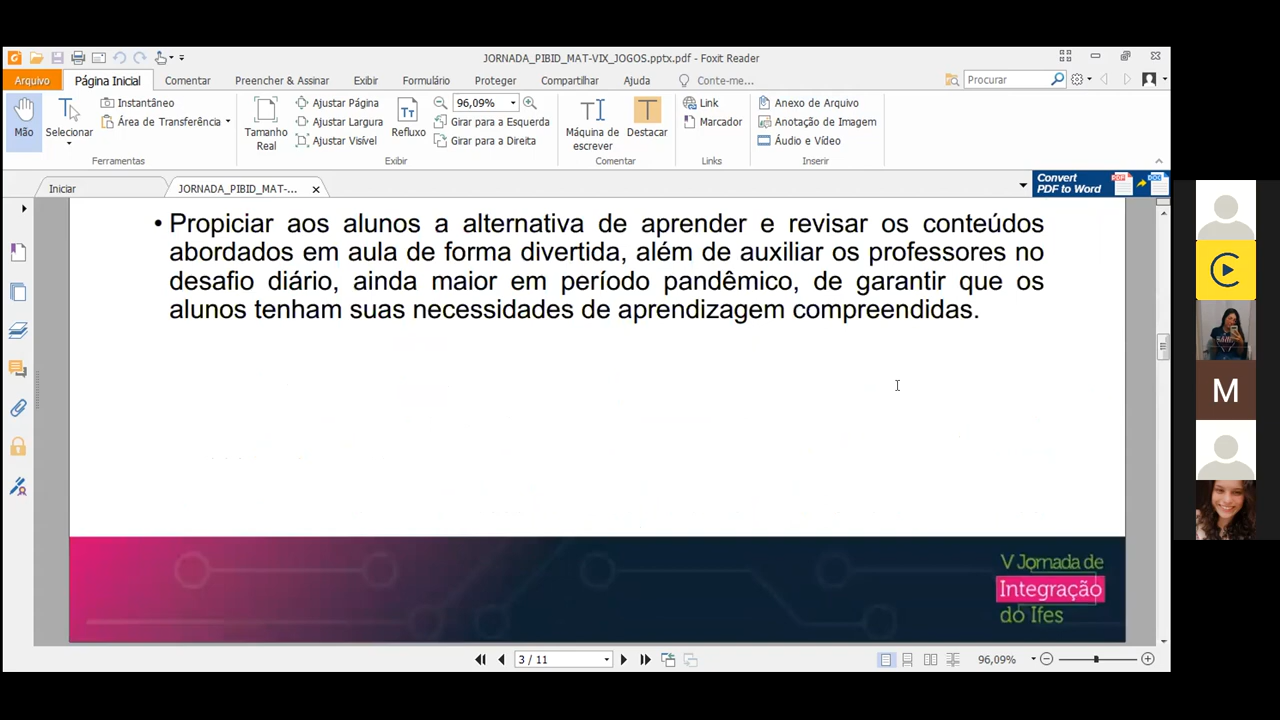 JORNADA_PIBID_MAT-VIX_JOGOS.pptx.pdf - Foxit Reader
Arquivo
Página Inicial
Comentar
Preencher & Assinar
Exibir
Formulário
Proteger
Compartilhar
Ajuda
Conte-me...
Procurar
Mão
Selecionar
Instantâneo
Área de Transferência
Ferramentas
Tamanho
Real
Ajustar Página
Ajustar Largura
Ajustar Visível
Refluxo
96,09%
Girar para a Esquerda
Girar para a Direita
Exibir
Máquina de
escrever
Destacar
Comentar
Link
Marcador
Links
Anexo de Arquivo
Anotação de Imagem
Áudio e Vídeo
Inserir
Iniciar
JORNADA_PIBID_MAT-...
Convert
PDF to Word
• Propiciar aos alunos a alternativa de aprender e revisar os conteúdos
abordados em aula de forma divertida, além de auxiliar os professores no
desafio diário, ainda maior em período pandêmico, de garantir que os
alunos tenham suas necessidades de aprendizagem compreendidas.
V Jornada de
Integração
do Ifes
3 / 11
96,09%
M